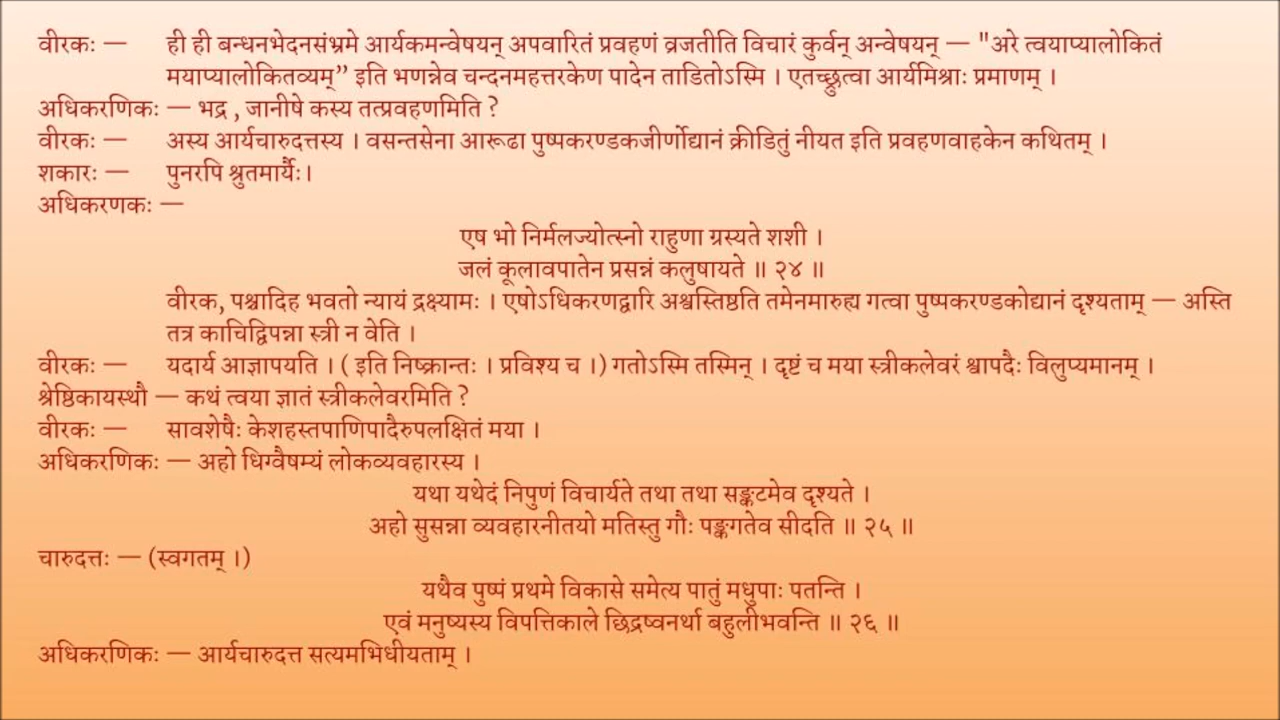 वीरकः — ही ही बन्धनभेदनसंभ्रमे आर्यकमन्वेषयन् अपवारितं प्रवहणं व्रजतीति विचारं कुर्वन् अन्वेषयन् — "अरे त्वयाप्यालोकितं
मयाप्यालोकितव्यम्” इति भणन्नेव चन्दनमहत्तरकेण पादेन ताडितोऽस्मि । एतच्छ्रुत्वा आर्यमिश्राः प्रमाणम् ।
अधिकरणिकः — भद्र , जानीषे कस्य तत्प्रवहणमिति ?
वीरकः — अस्य आर्यचारुदत्तस्य । वसन्तसेना आरूढा पुष्पकरण्डकजीर्णोद्यानं क्रीडितुं नीयत इति प्रवहणवाहकेन कथितम् ।
शकारः — पुनरपि श्रुतमार्यैः।
अधिकरणकः —
एष भो निर्मलज्योत्स्नो राहुणा ग्रस्यते शशी ।
जलं कूलावपातेन प्रसन्नं कलुषायते ॥ २४ ॥
वीरक, पश्चादिह भवतो न्यायं द्रक्ष्यामः । एषोऽधिकरणद्वारि अश्वस्तिष्ठति तमेनमारुह्य गत्वा पुष्पकरण्डकोद्यानं दृश्यताम् — अस्ति
तत्र काचिद्विपन्ना स्त्री न वेति ।
वीरकः — यदार्य आज्ञापयति । ( इति निष्क्रान्तः । प्रविश्य च ।) गतोऽस्मि तस्मिन् । दृष्टं च मया स्त्रीकलेवरं श्वापदैः विलुप्यमानम् ।
श्रेष्ठिकायस्थौ — कथं त्वया ज्ञातं स्त्रीकलेवरमिति ?
वीरकः — सावशेषैः केशहस्तपाणिपादैरुपलक्षितं मया ।
अधिकरणिकः — अहो धिग्वैषम्यं लोकव्यवहारस्य ।
यथा यथेदं निपुणं विचार्यते तथा तथा सङ्कटमेव दृश्यते ।
अहो सुसन्ना व्यवहारनीतयो मतिस्तु गौः पङ्कगतेव सीदति ॥ २५ ॥
चारुदत्तः — (स्वगतम् ।)
यथैव पुष्पं प्रथमे विकासे समेत्य पातुं मधुपाः पतन्ति ।
एवं मनुष्यस्य विपत्तिकाले छिद्रष्वनर्था बहुलीभवन्ति ॥ २६ ॥
अधिकरणिकः — आर्यचारुदत्त सत्यमभिधीयताम् ।